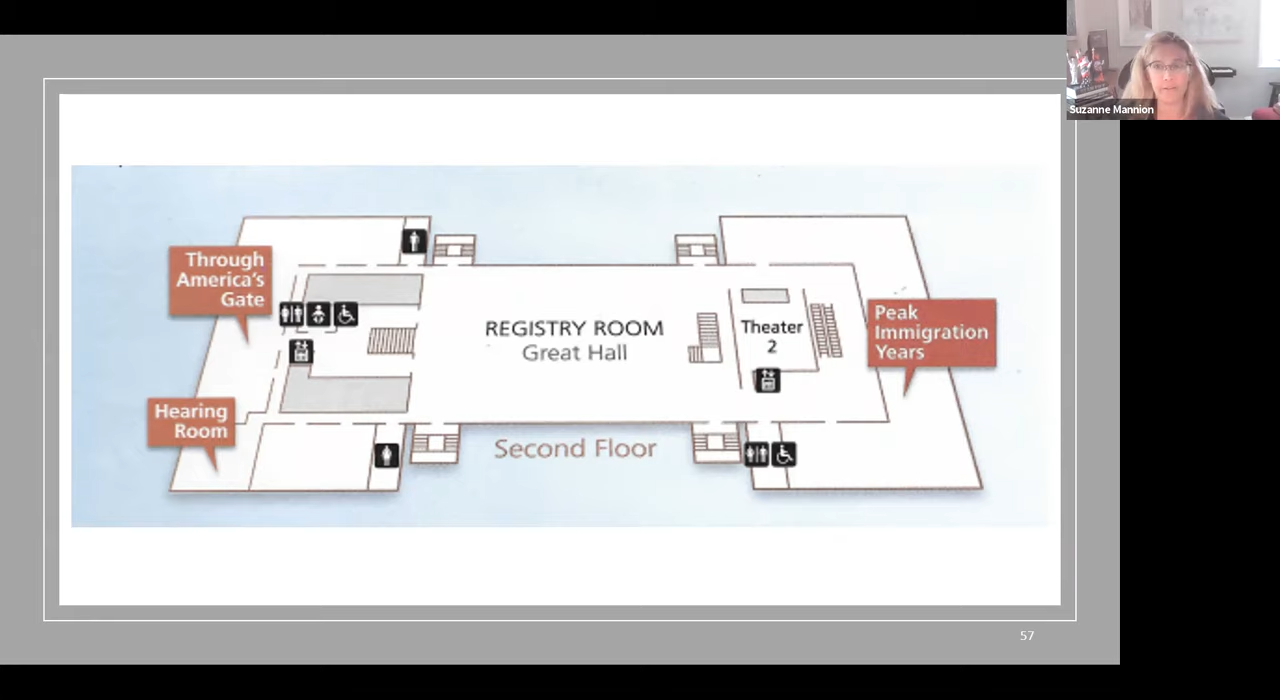 Suzanne Mannion
Through
America's
Gate
Hearing
Room
REGISTRY ROOM
Great Hall
Second Floor
Theater
2
Peak
Immigration
Years
57